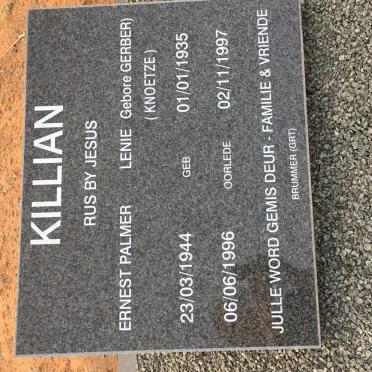 KILLIAN
RUS BY JESUS
ERNEST PALMER LENIE Gebore GERBER)
(KNOETZE)
23/03/1944 GEB 01/01/1935
06/06/1996 OORLEDE 02/11/1997
JULLE WORD GEMIS DEUR - FAMILIE & VRIENDE
BRUMMER (GRT)